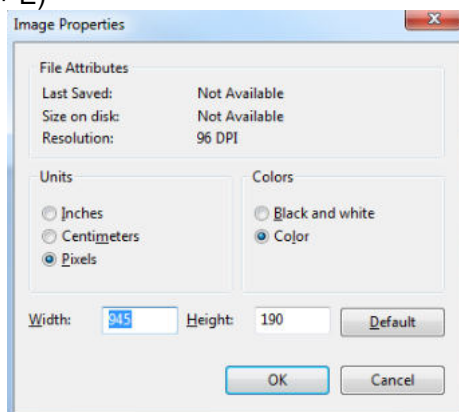 E)
Image Properties
X
File Attributes
Last Saved: Not Available
Size on disk: Not Available
Resolution: 96 DPI
Units
Colors
Inches
Black and white
Centimeters
Color
Pixels
Width: 945 Height: 190 Default
OK Cancel